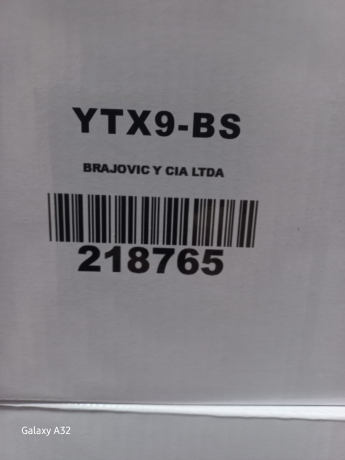 YTX9-BS
BRAJOVIC Y CIA LTDA
218765
Galaxy A32